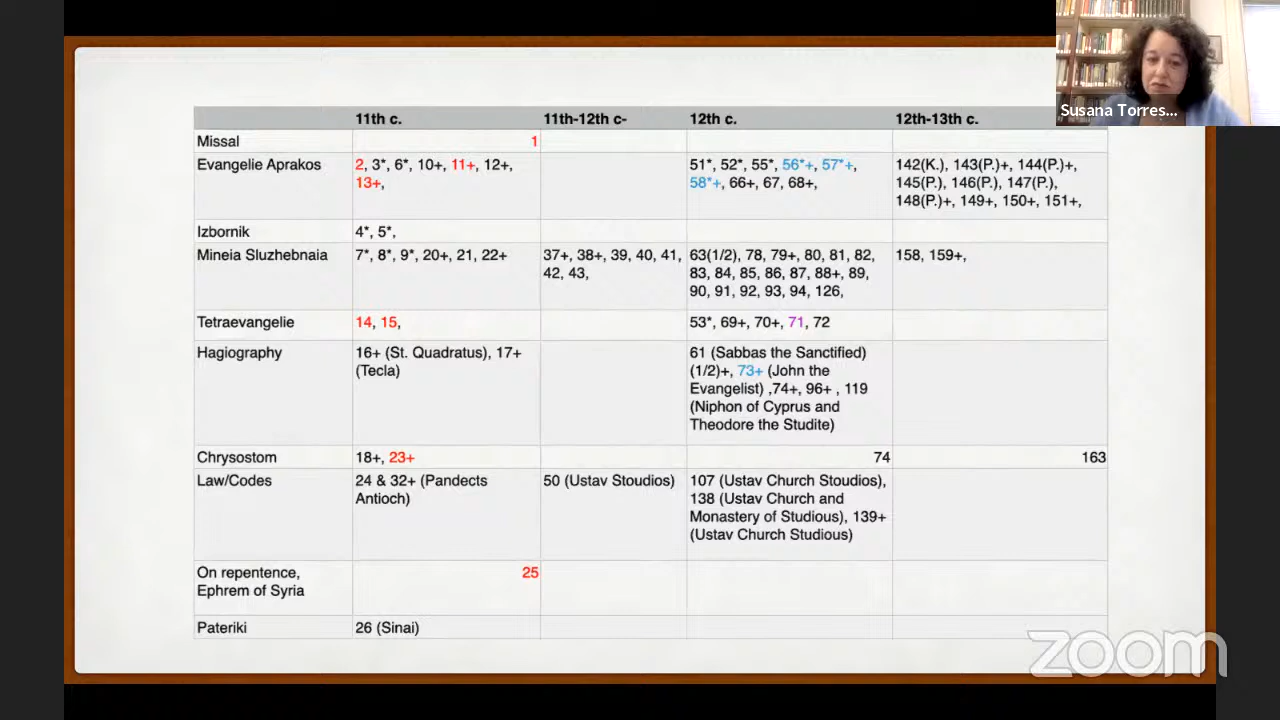 Susana Torres...
11th c.
11th-12th c-
12th c.
12th-13th c.
Missal
1
Evangelie Aprakos
2, 3*, 6*, 10+, 11+, 12+,
13+,
51*, 52*, 55*, 56*+, 57*+,
58*+, 66+, 67, 68+,
142(K.), 143(P.)+, 144(P.)+,
145(P.), 146(P.), 147(P.),
148(P.)+, 149+, 150+, 151+,
Izbornik
4*, 5*,
Mineia Sluzhebnaia
7*, 8*, 9*, 20+, 21, 22+
37+, 38+, 39, 40, 41,
42, 43,
63(1/2), 78, 79+, 80, 81, 82,
83, 84, 85, 86, 87, 88+, 89,
90, 91, 92, 93, 94, 126,
158, 159+,
Tetraevangelie
14, 15,
53*, 69+, 70+, 71, 72
Hagiography
16+ (St. Quadratus), 17+
(Tecla)
61 (Sabbas the Sanctified)
(1/2)+, 73+ (John the
Evangelist) ,74+, 96+ , 119
(Niphon of Cyprus and
Theodore the Studite)
Chrysostom
18+, 23+
74
163
Law/Codes
24 & 32+ (Pandects
Antioch)
50 (Ustav Stoudios)
107 (Ustav Church Stoudios),
138 (Ustav Church and
Monastery of Studious), 139+
(Ustav Church Studious)
On repentence,
Ephrem of Syria
25
Pateriki
26 (Sinai)
zoom